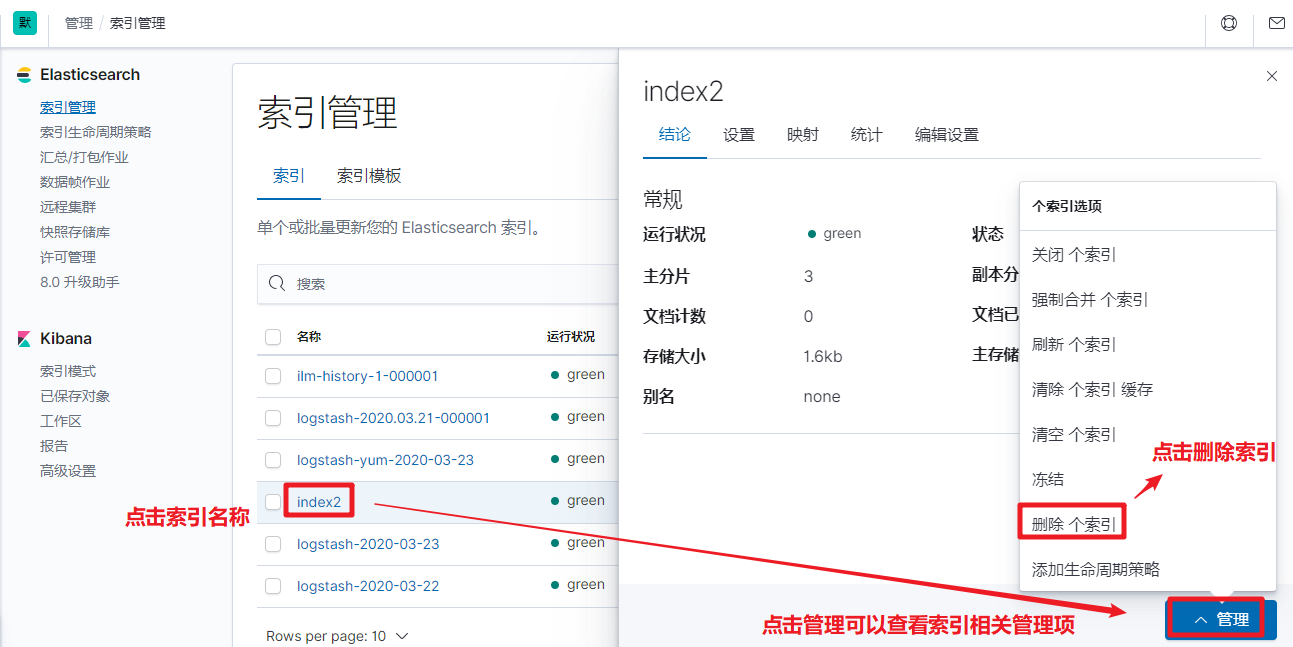 默 管理 / 索引管理
Elasticsearch
索引管理
索引生命周期策略
汇总/打包作业
数据帧作业
远程集群
快照存储库
许可管理
8.0 升级助手
Kibana
索引模式
已保存对象
工作区
报告
高级设置
索引管理
索引 索引模板
单个或批量更新您的 Elasticsearch 索引。
搜索
名称 运行状况
ilm-history-1-000001 green
logstash-2020.03.21-000001 green
logstash-yum-2020-03-23 green
index2 green
logstash-2020-03-23 green
logstash-2020-03-22 green
Rows per page: 10
点击索引名称
index2
结论 设置 映射 统计 编辑设置
常规
运行状况 green 状态
主分片 3 副本分
文档计数 0 文档已
存储大小 1.6kb 主存储
别名 none
个索引选项
关闭 个索引
强制合并 个索引
刷新 个索引
清除 个索引 缓存
清空 个索引
冻结
删除 个索引
添加生命周期策略
点击删除索引
管理
点击管理可以查看索引相关管理项